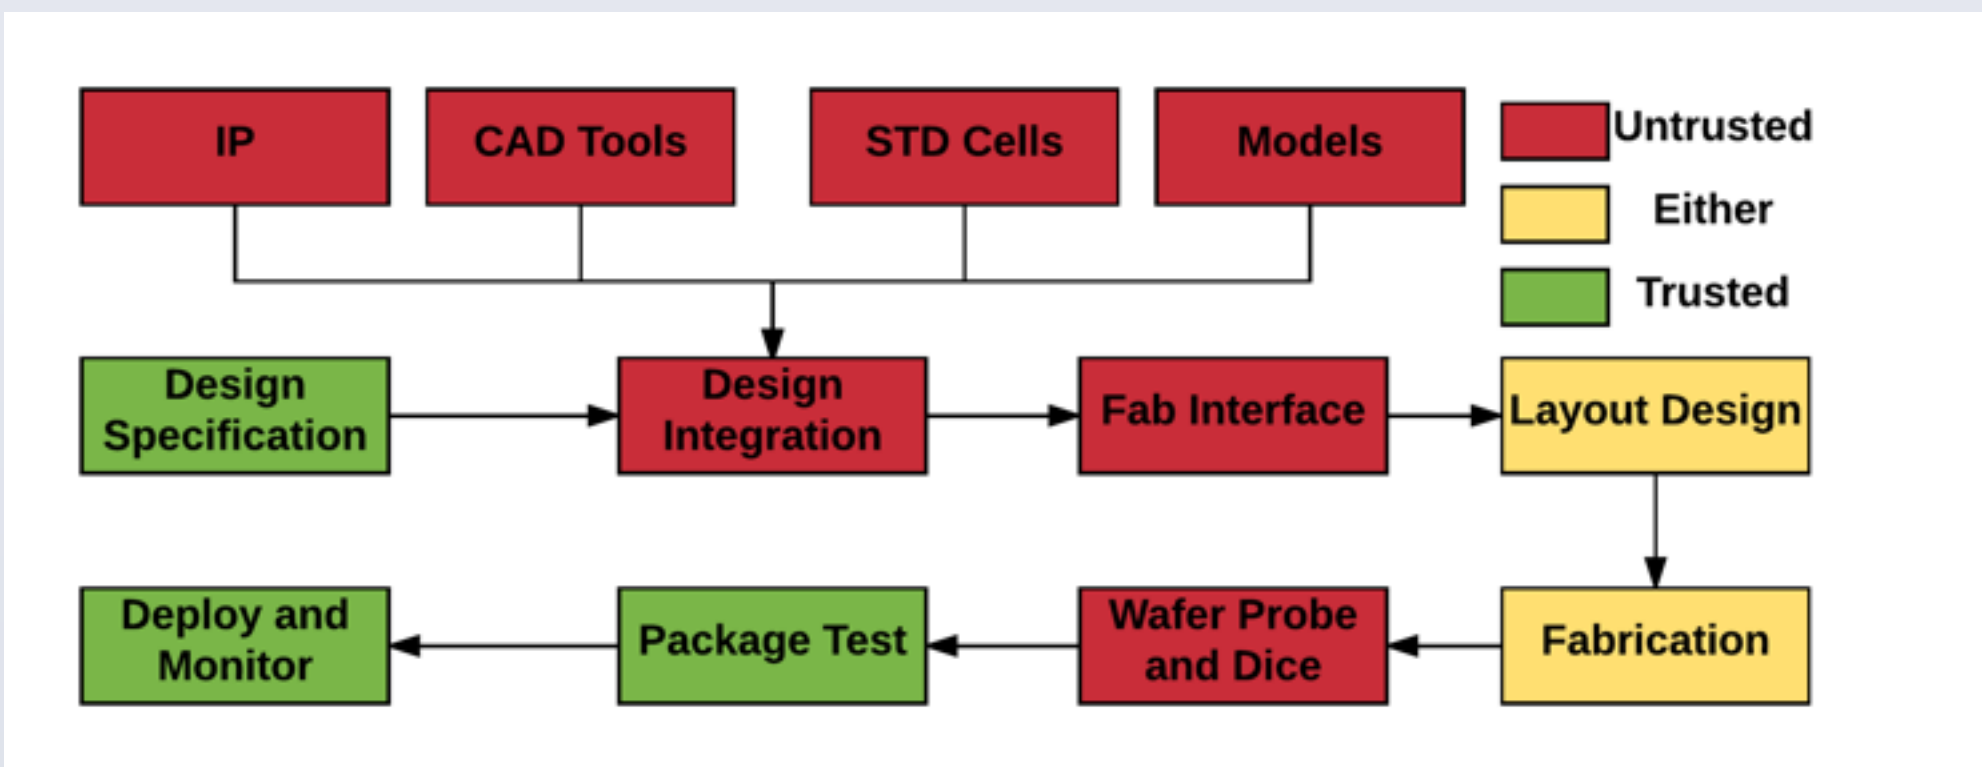 IP
CAD Tools
STD Cells
Models
Untrusted
Either
Trusted
Design
Specification
Design
Integration
Fab Interface
Layout Design
Deploy and
Monitor
Package Test
Wafer Probe
and Dice
Fabrication